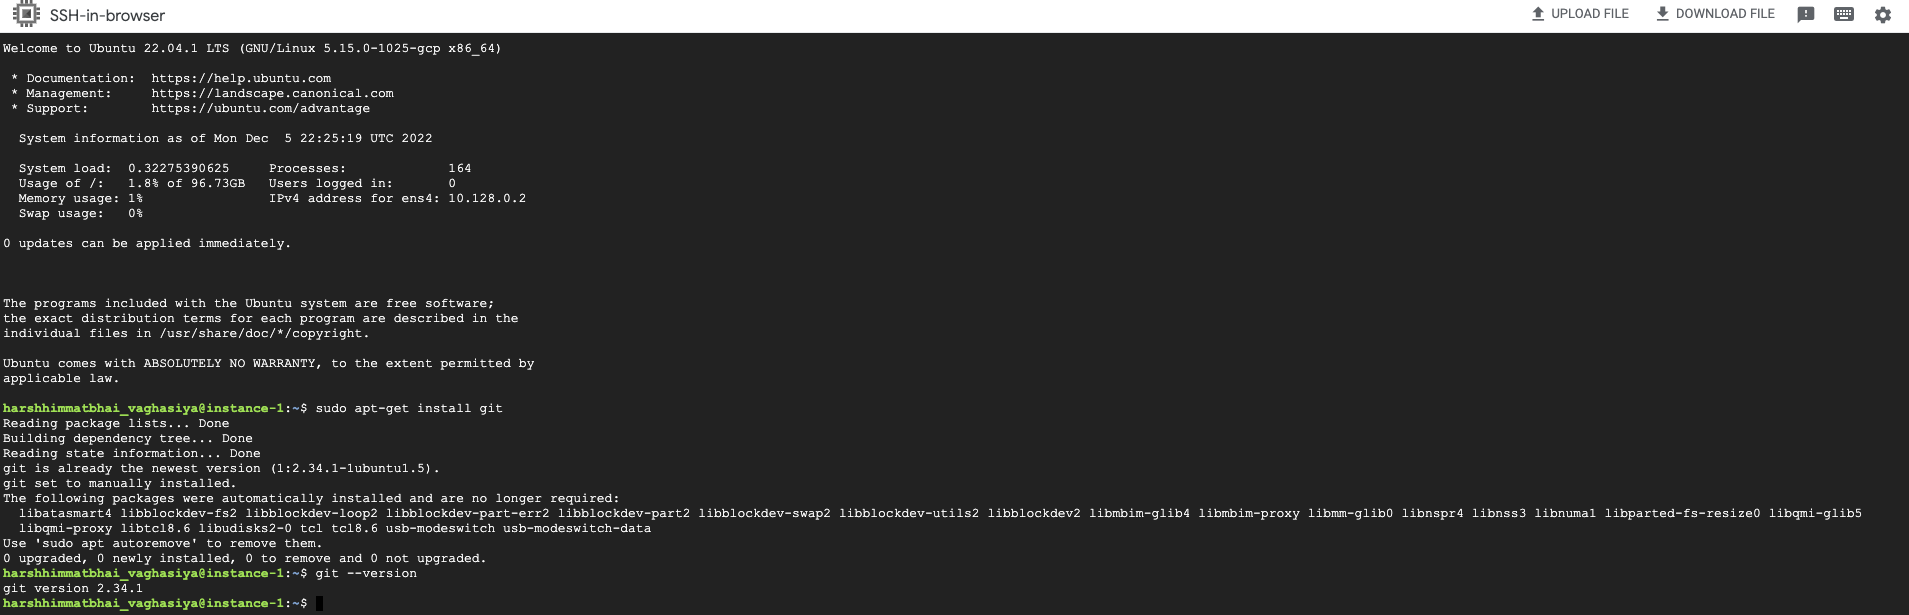 SSH-in-browser
UPLOAD FILE
DOWNLOAD FILE
Welcome to Ubuntu 22.04.1 LTS (GNU/Linux 5.15.0-1025-gcp x86_64)
* Documentation:  https://help.ubuntu.com
* Management:     https://landscape.canonical.com
* Support:        https://ubuntu.com/advantage
System information as of Mon Dec  5 22:25:19 UTC 2022
System load:  0.32275390625     Processes:             164
Usage of /:   1.8% of 96.73GB   Users logged in:       0
Memory usage: 1%                IPv4 address for ens4: 10.128.0.2
Swap usage:   0%
0 updates can be applied immediately.
The programs included with the Ubuntu system are free software;
the exact distribution terms for each program are described in the
individual files in /usr/share/doc/*/copyright.
Ubuntu comes with ABSOLUTELY NO WARRANTY, to the extent permitted by
applicable law.
harshhimmatbhai_vaghasiya@instance-1:~$ sudo apt-get install git
Reading package lists... Done
Building dependency tree... Done
Reading state information... Done
git is already the newest version (1:2.34.1-1ubuntu1.5).
git set to manually installed.
The following packages were automatically installed and are no longer required:
libatasmart4 libblockdev-fs2 libblockdev-loop2 libblockdev-part-err2 libblockdev-part2 libblockdev-swap2 libblockdev-utils2 libblockdev2 libmbim-glib4 libmbim-proxy libmm-glib0 libnspr4 libnss3 libnuma1 libparted-fs-resize0 libqmi-glib5
libqmi-proxy libtcl8.6 libudisks2-0 tcl tcl8.6 usb-modeswitch usb-modeswitch-data
Use 'sudo apt autoremove' to remove them.
0 upgraded, 0 newly installed, 0 to remove and 0 not upgraded.
harshhimmatbhai_vaghasiya@instance-1:~$ git --version
git version 2.34.1
harshhimmatbhai_vaghasiya@instance-1:~$